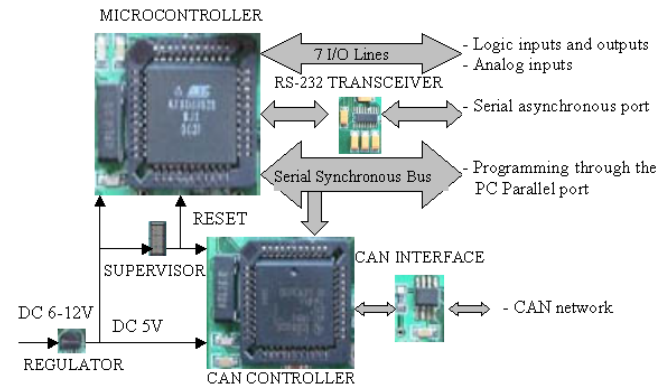 MICROCONTROLLER
7 I/O Lines
- Logic inputs and outputs
- Analog inputs
RS-232 TRANSCEIVER
- Serial asynchronous port
Serial Synchronous Bus
- Programming through the
PC Parallel port
RESET
SUPERVISOR
CAN INTERFACE
DC 6-12V
DC 5V
- CAN network
REGULATOR
CAN CONTROLLER